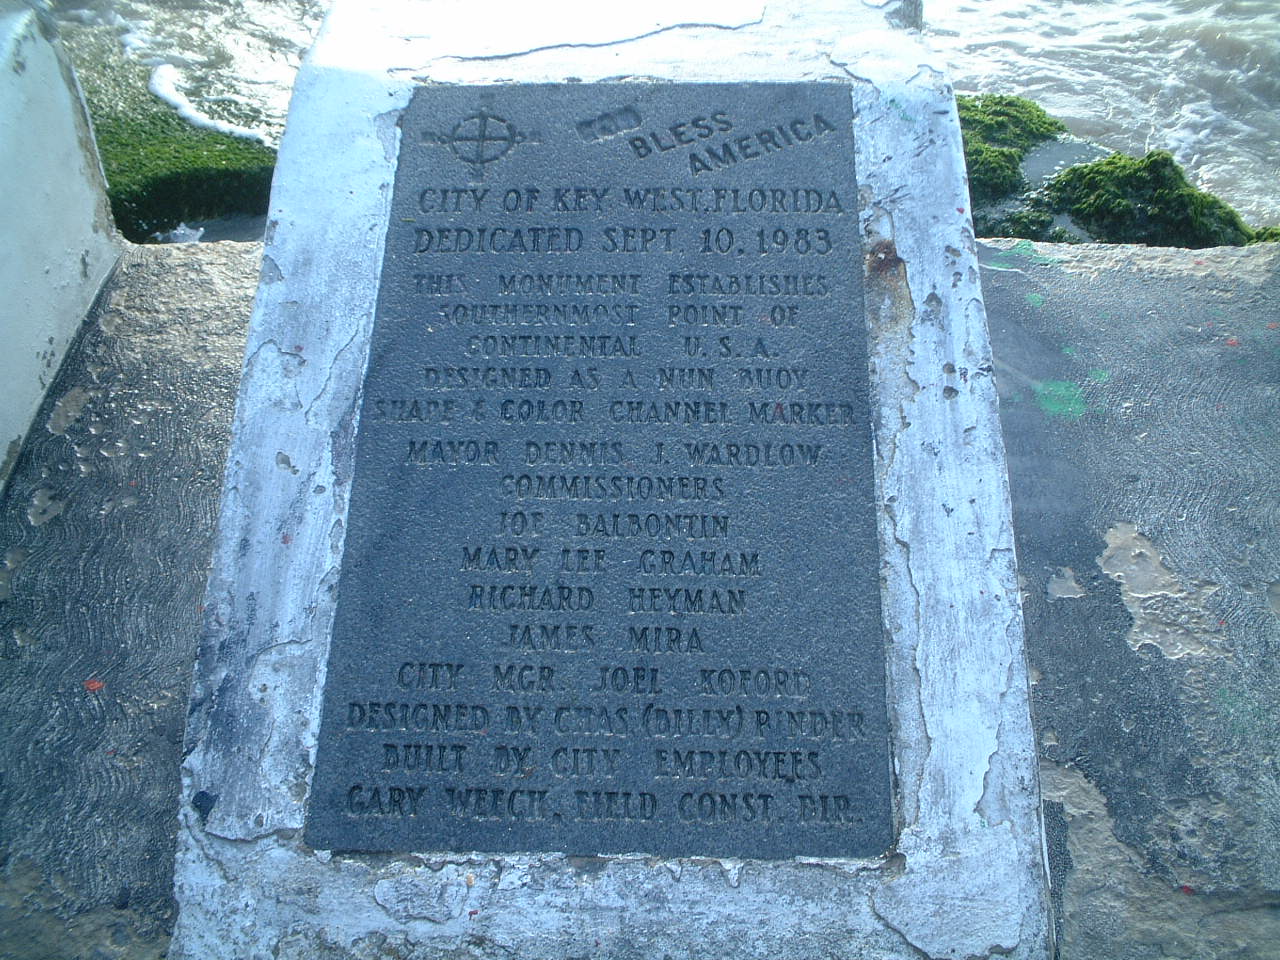 BLESS
AMERICA
CITY OF KEY WEST, FLORIDA
DEDICATED SEPT. 10, 1983
THIS MONUMENT ESTABLISHES
SOUTHERNMOST POINT OF
CONTINENTAL U.S.A.
DESIGNED AS A NUN BUOY
SHAPE & COLOR CHANNEL MARKER
MAYOR DENNIS J. WARDLOW
COMMISSIONERS
JOE BALBONTIN
MARY LEE GRAHAM
RICHARD HEYMAN
JAMES MIRA
CITY MGR. JOEL KOFORD
DESIGNED BY CHAS. (BILLY) PINDER
BUILT BY CITY EMPLOYEES
GARY WEECH, FIELD CONST. DIR.